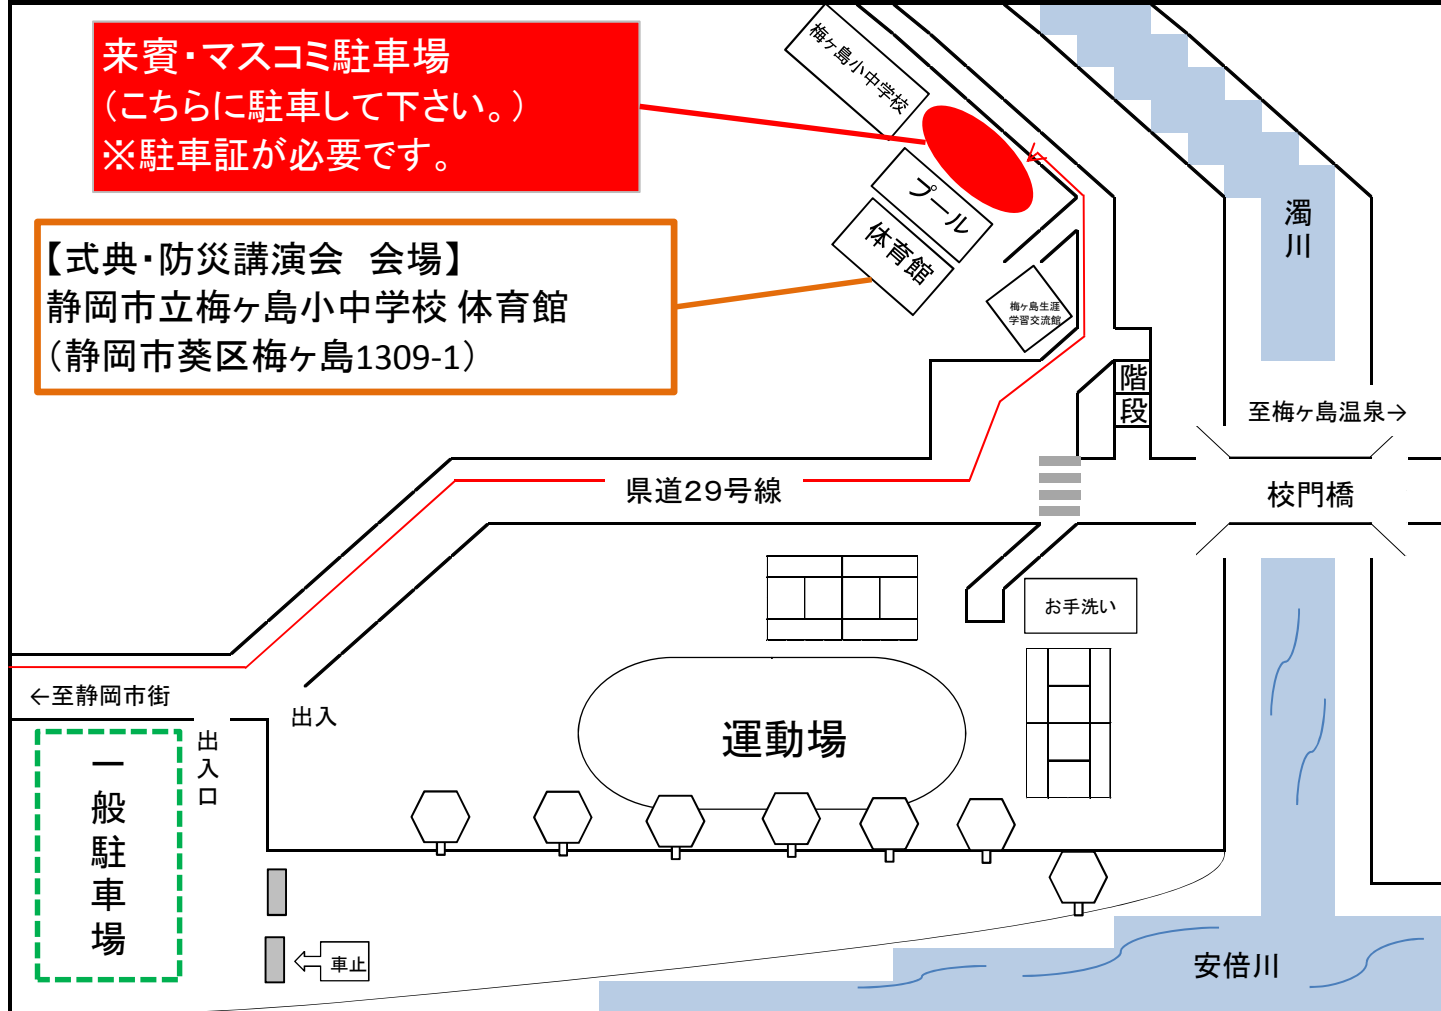 来賓・マスコミ駐車場
（こちらに駐車して下さい。）
※駐車証が必要です。
【式典・防災講演会　会場】
静岡市立梅ヶ島小中学校 体育館
（静岡市葵区梅ヶ島1309-1）
梅ヶ島小中学校
プール
体育館
梅ヶ島生涯
学習交流館
濁川
階段
至梅ヶ島温泉→
県道29号線
校門橋
お手洗い
←至静岡市街
出入
出入口
運動場
一般駐車場
車止
安倍川